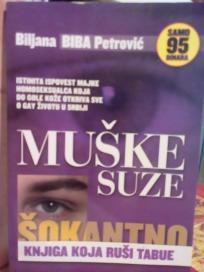 Biljana BIBA Petrović
SAMO
95
DINARA
ISTINITA ISPOVEST MAJKE
HOMOSEKSUALCA KOJA
DO GOLE KOŽE OTKRIVA SVE
O GAY ŽIVOTU U SRBIJI
MUŠKE
SUZE
ŠOKANTNO
KNJIGA KOJA RUŠI TABUE